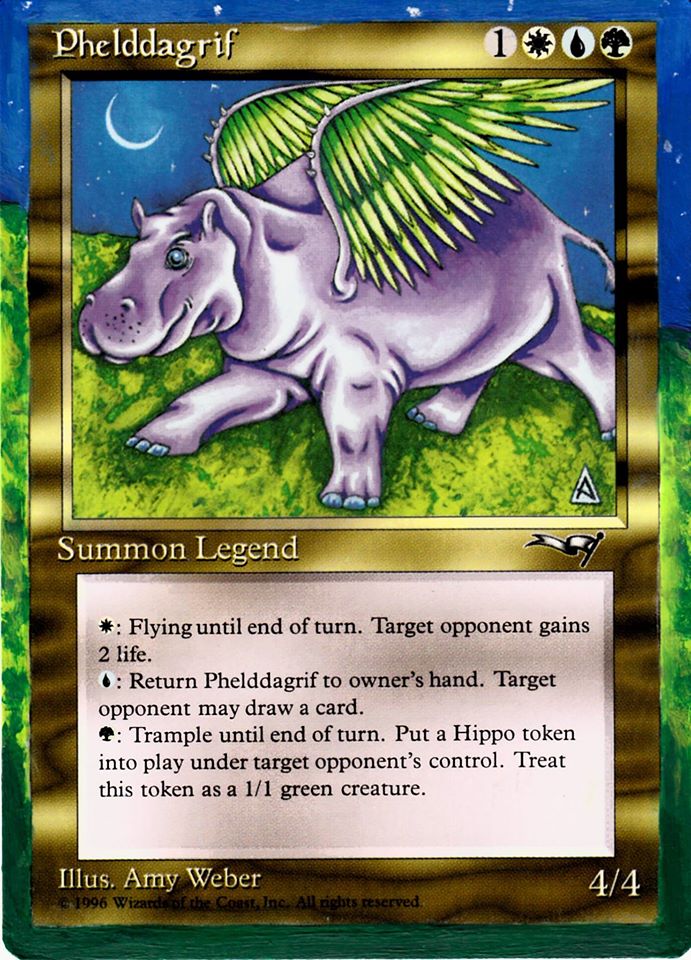 Phelddagrif 1
Summon Legend
: Flying until end of turn. Target opponent gains
2 life.
: Return Phelddagrif to owner's hand. Target
opponent may draw a card.
: Trample until end of turn. Put a Hippo token
into play under target opponent's control. Treat
this token as a 1/1 green creature.
Illus. Amy Weber
4/4
© 1996 Wizards of the Coast, Inc. All rights reserved.